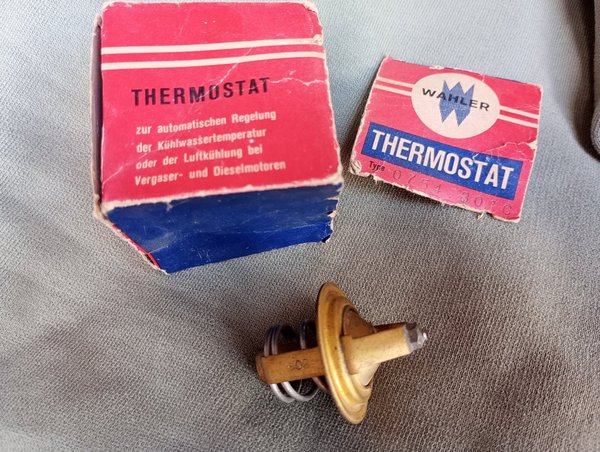 THERMOSTAT
zur automatischen Regelung
der Kühlwassertemperatur
oder der Luftkühlung bei
Vergaser- und Dieselmotoren
WAHLER
THERMOSTAT
Type